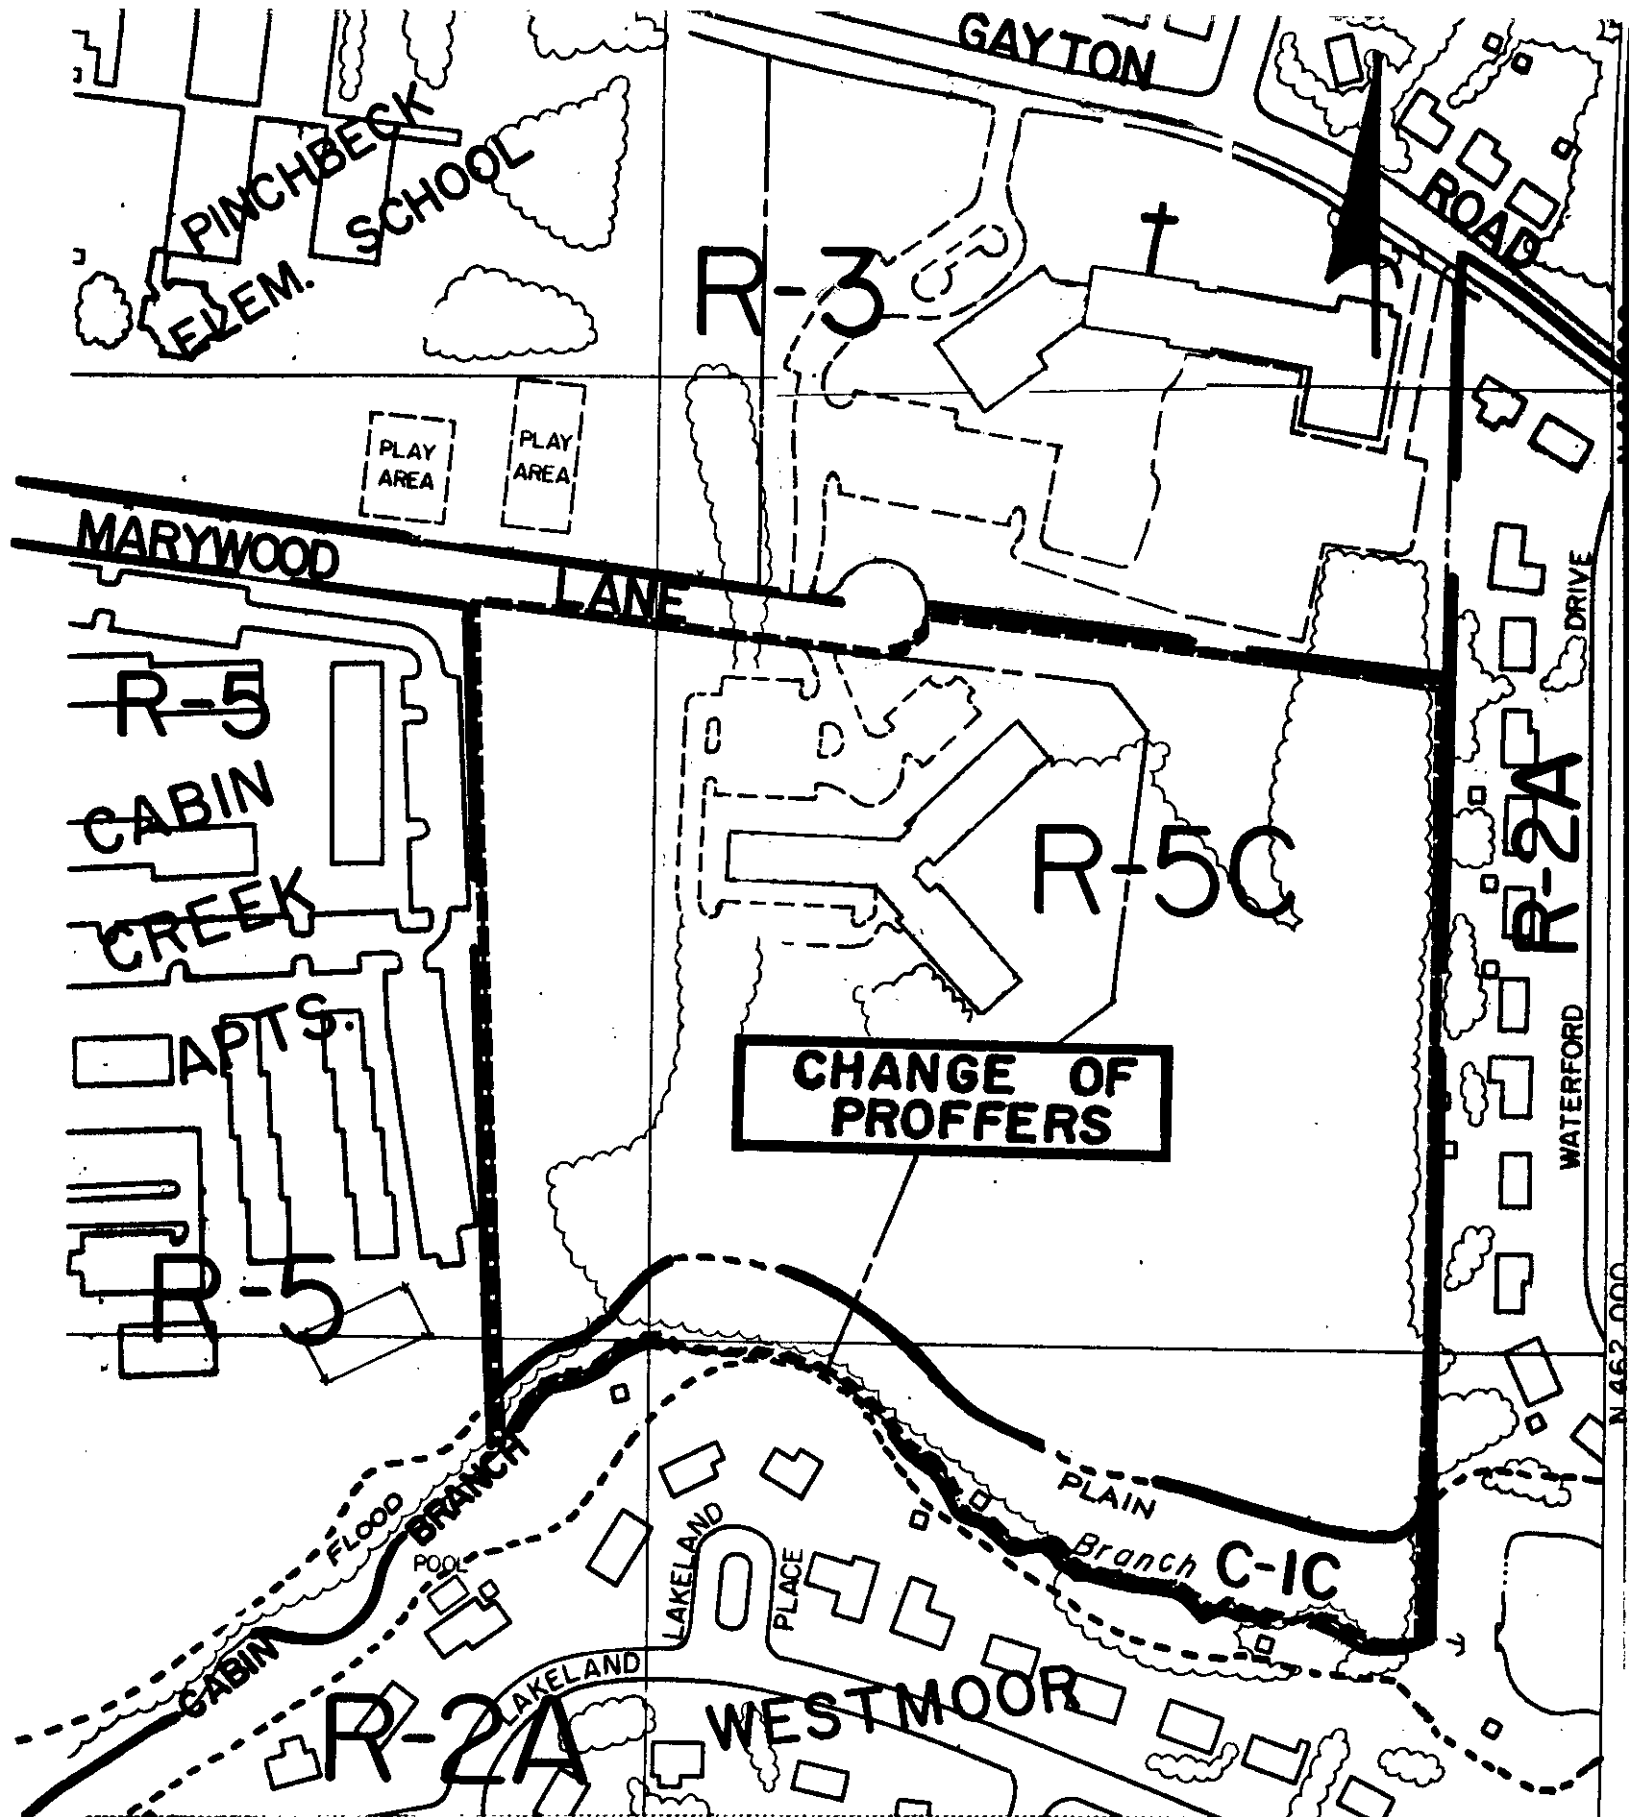 GAYTON
ROAD
PINCHBECK
SCHOOL
ELEM.
R-3
PLAY
AREA
PLAY
AREA
MARYWOOD
LANE
DRIVE
R-5
CABIN
CREEK
APTS.
R-5C
R-2A
WATERFORD
CHANGE OF
PROFFERS
R-5
N 462 000
FLOOD
BRANCH
PLAIN
Branch
C-1C
POOL
LAKELAND
PLACE
CABIN
LAKELAND
R-2A
WESTMOOR